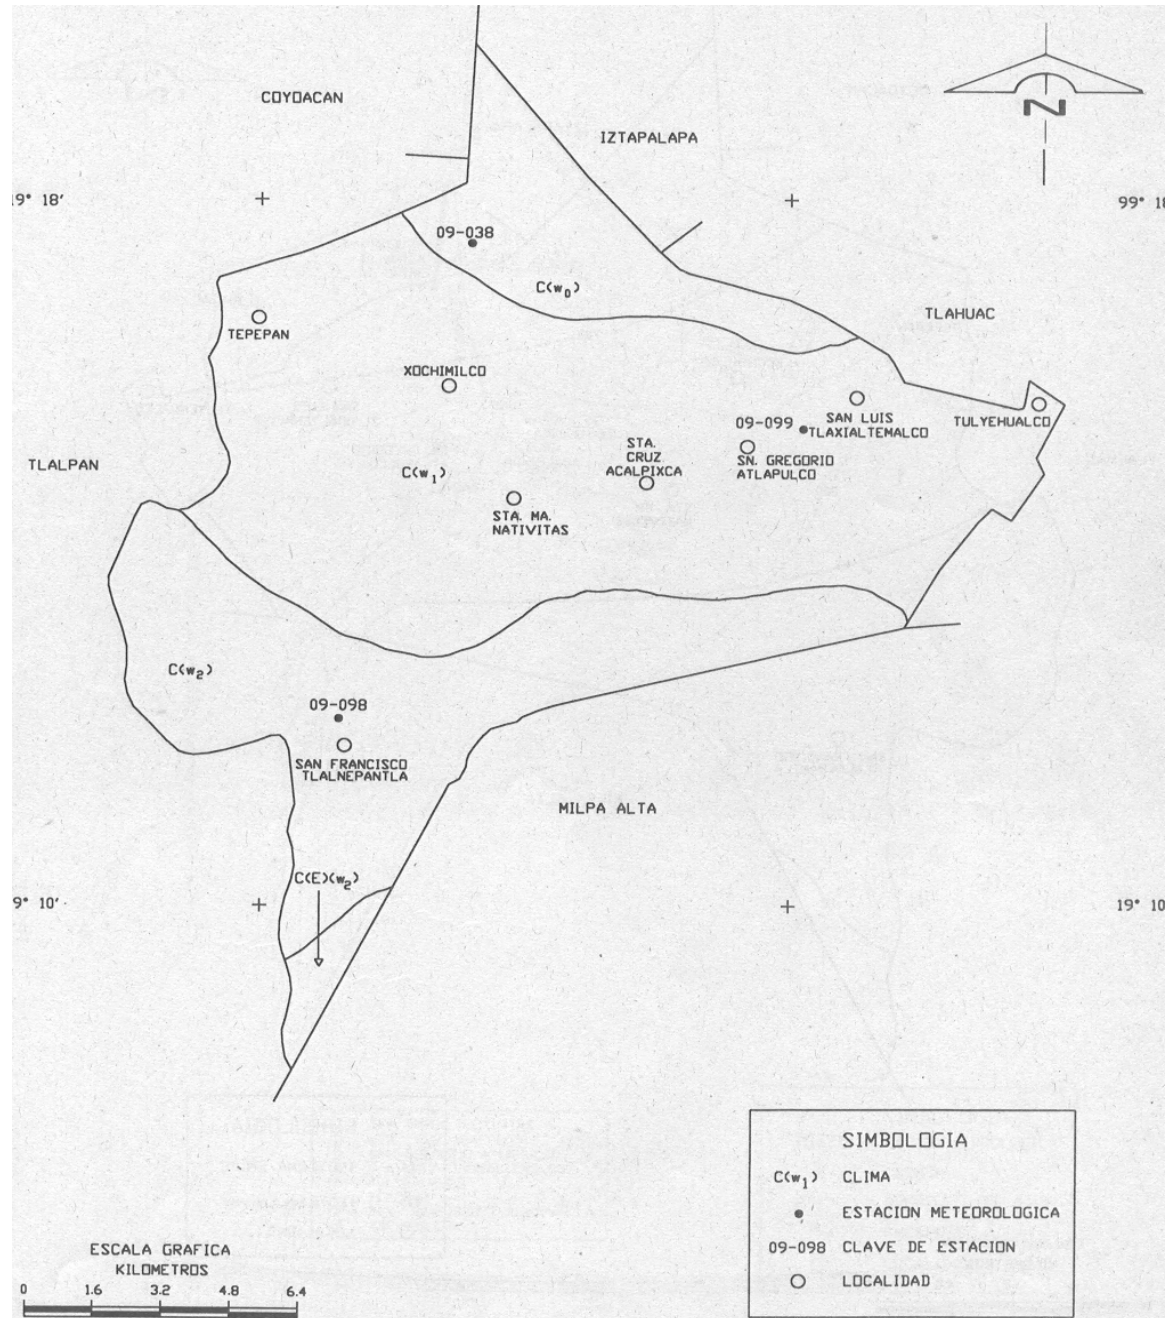 COYOACAN
IZTAPALAPA
19° 18'
99° 18
09-038
C(w₀)
TLAHUAC
TEPEPAN
XOCHIMILCO
09-099
SAN LUIS
TLAXIALTEMALCO
TULYEHUALCO
STA.
CRUZ
ACALPIXCA
SN. GREGORIO
ATLAPULCO
TLALPAN
C(w₁)
STA. MA.
NATIVITAS
C(w₂)
09-098
SAN FRANCISCO
TLALNEPANTLA
MILPA ALTA
C(E)(w₂)
9° 10'
19° 10
N
SIMBOLOGIA
C(w₁) CLIMA
ESTACION METEOROLOGICA
09-098 CLAVE DE ESTACION
LOCALIDAD
ESCALA GRAFICA
KILOMETROS
0 1.6 3.2 4.8 6.4